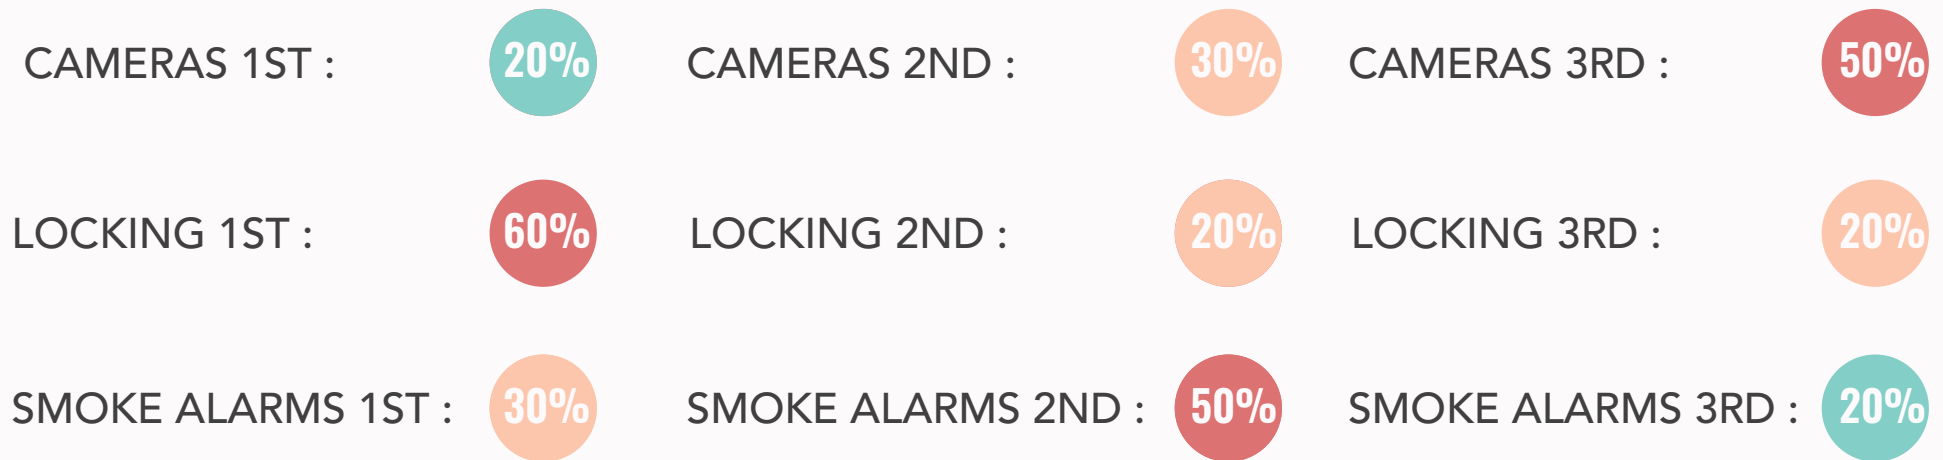 CAMERAS 1ST : 20% CAMERAS 2ND : 30% CAMERAS 3RD : 50%
LOCKING 1ST : 60% LOCKING 2ND : 20% LOCKING 3RD : 20%
SMOKE ALARMS 1ST : 30% SMOKE ALARMS 2ND : 50% SMOKE ALARMS 3RD : 20%